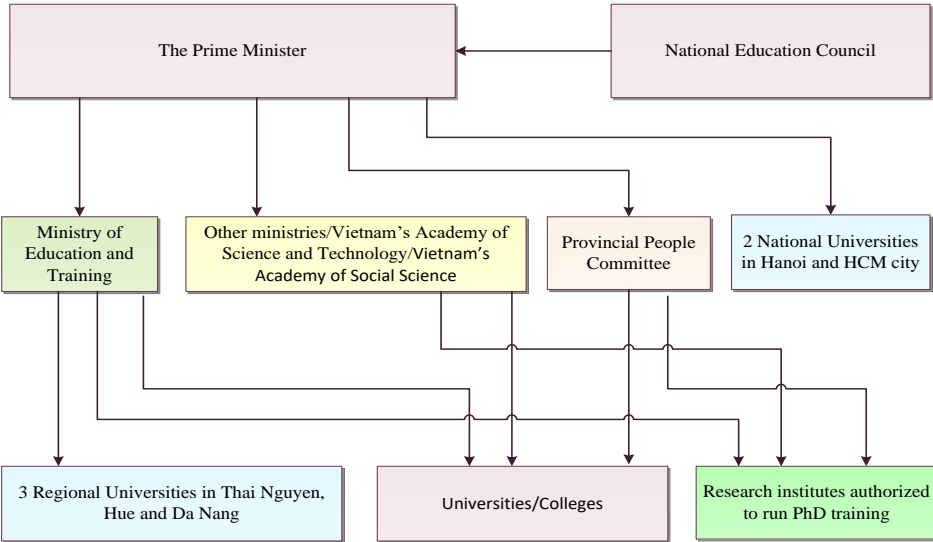 The Prime Minister
National Education Council
Ministry of
Education and
Training
Other ministries/Vietnam's Academy of
Science and Technology/Vietnam's
Academy of Social Science
Provincial People
Committee
2 National Universities
in Hanoi and HCM city
3 Regional Universities in Thai Nguyen,
Hue and Da Nang
Universities/Colleges
Research institutes authorized
to run PhD training